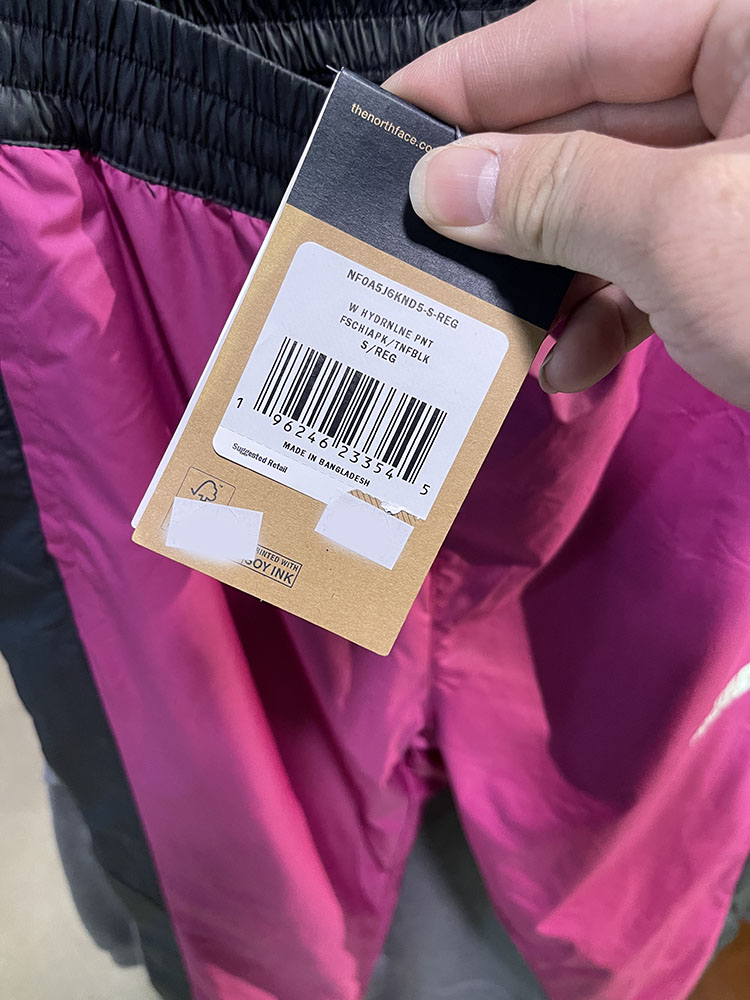 thenorthface.co
NF0A5J6KND5-S-REG
W HYDRNLNE PNT
FSCHIAPK/TNFBLK
S/REG
1 96246 23354 5
MADE IN BANGLADESH
Suggested Retail
PRINTED WITH
SOY INK